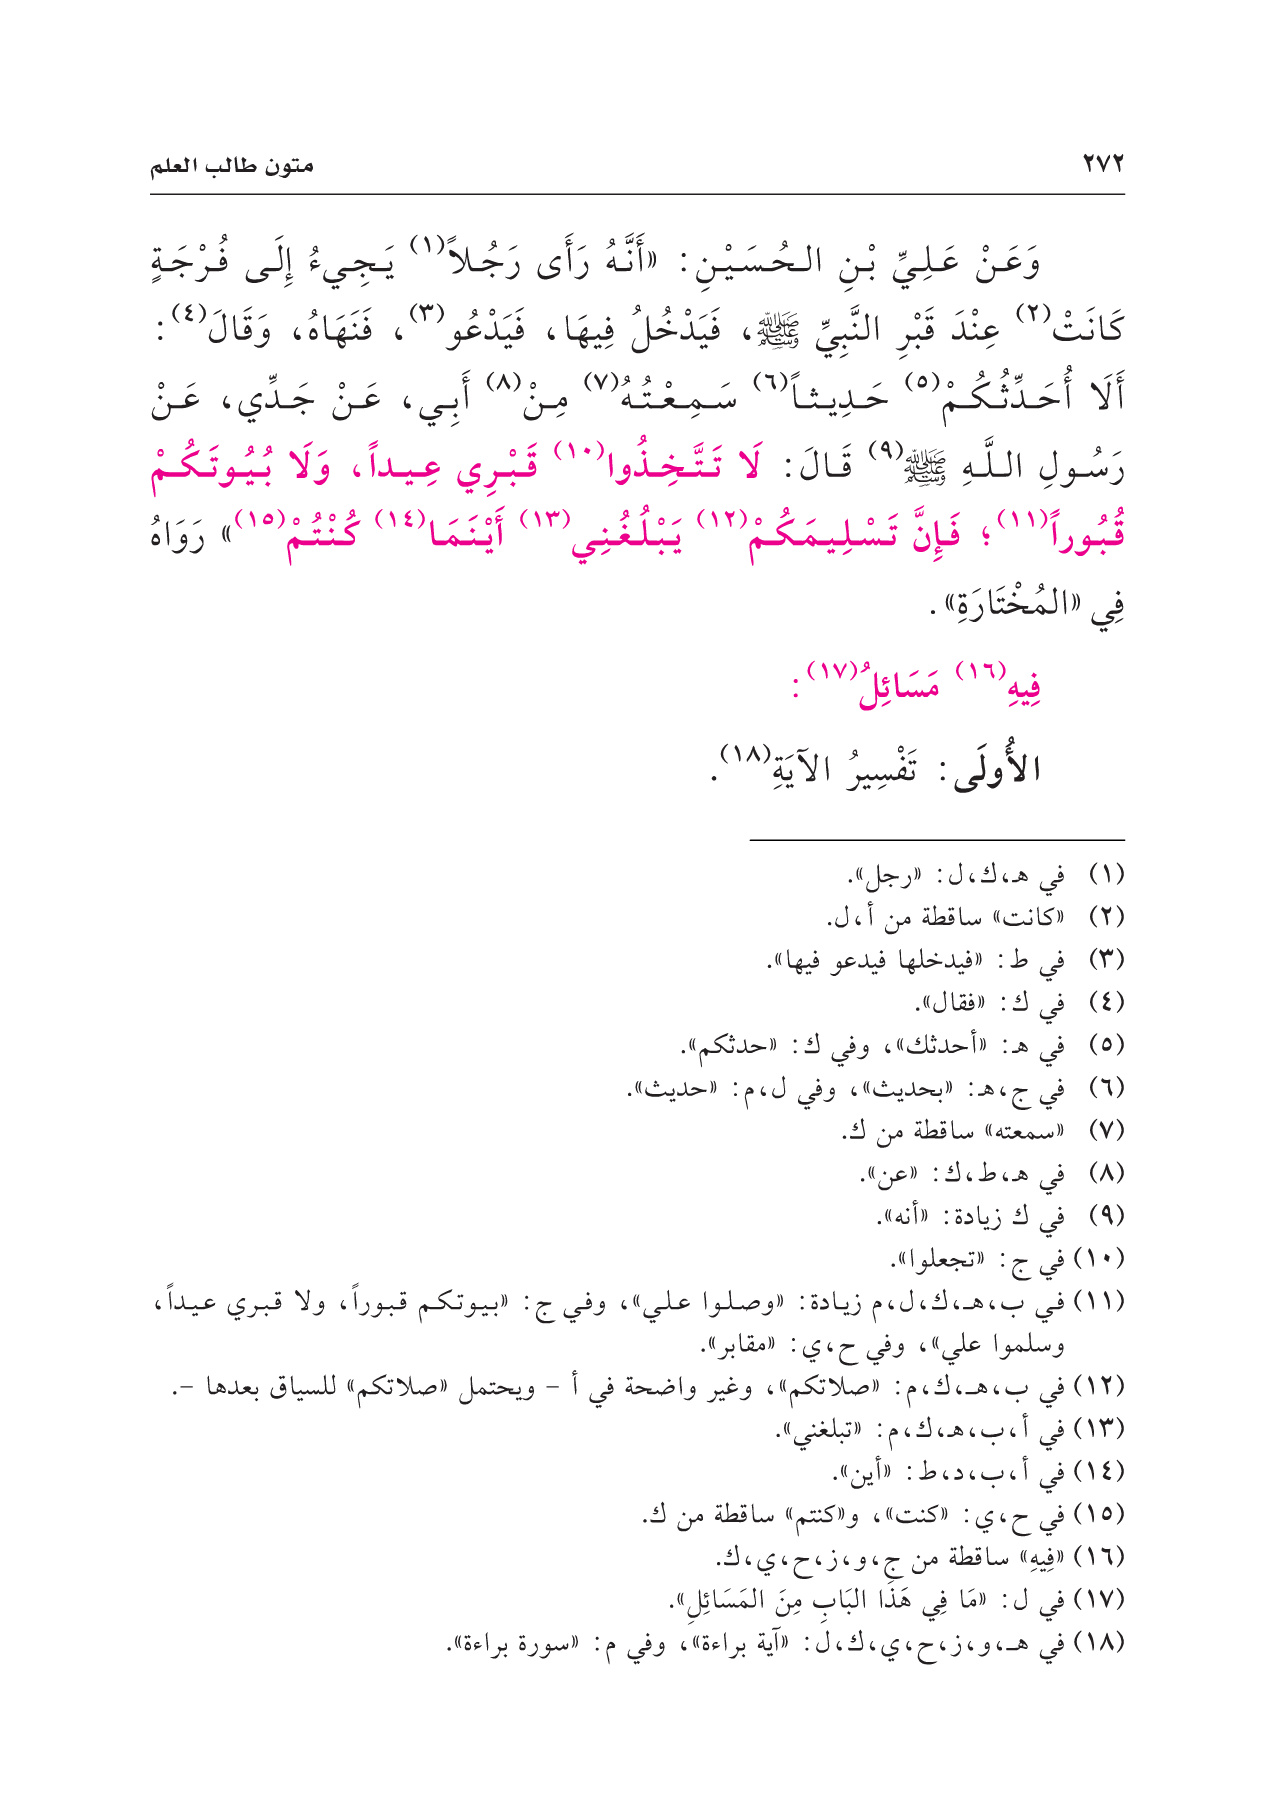 ٢٧٢ متون طالب العلم
وَعَنْ عَلِيِّ بْنِ الحُسَيْنِ: «أَنَّهُ رَأَى رَجُلاً(١) يَجِيءُ إِلَى فُرْجَةٍ
كَانَتْ(٢) عِنْدَ قَبْرِ النَّبِيِّ ﷺ، فَيَدْخُلُ فِيهَا، فَيَدْعُو(٣)، فَنَهَاهُ، وَقَالَ(٤):
أَلَا أُحَدِّثُكُمْ(٥) حَدِيثاً(٦) سَمِعْتُهُ(٧) مِنْ(٨) أَبِي، عَنْ جَدِّي، عَنْ
رَسُولِ اللَّهِ ﷺ(٩) قَالَ: لَا تَتَّخِذُوا(١٠) قَبْرِي عِيداً، وَلَا بُيُوتَكُمْ
قُبُوراً(١١)؛ فَإِنَّ تَسْلِيمَكُمْ(١٢) يَبْلُغُنِي(١٣) أَيْنَمَا(١٤) كُنْتُمْ(١٥)» رَوَاهُ
فِي «المُخْتَارَةِ».
فِيهِ(١٦) مَسَائِلُ(١٧):
الأُولَى: تَفْسِيرُ الآيَةِ(١٨).
(١) في هـ،ك،ل: «رجل».
(٢) «كانت» ساقطة من أ،ل.
(٣) في ط: «فيدخلها فيدعو فيها».
(٤) في ك: «فقال».
(٥) في هـ: «أحدثك»، وفي ك: «حدثكم».
(٦) في ج،هـ: «بحديث»، وفي ل،م: «حديث».
(٧) «سمعته» ساقطة من ك.
(٨) في هـ،ط،ك: «عن».
(٩) في ك زيادة: «أنه».
(١٠) في ج: «تجعلوا».
(١١) في ب،هـ،ك،ل،م زيادة: «وصلوا علي»، وفي ج: «بيوتكم قبوراً، ولا قبري عيداً،
وسلموا علي»، وفي ح،ي: «مقابر».
(١٢) في ب،هـ،ك،م: «صلاتكم»، وغير واضحة في أ – ويحتمل «صلاتكم» للسياق بعدها –.
(١٣) في أ،ب،هـ،ك،م: «تبلغني».
(١٤) في أ،ب،د،ط: «أين».
(١٥) في ح،ي: «كنت»، و«كنتم» ساقطة من ك.
(١٦) «فِيهِ» ساقطة من ج،و،ز،ح،ي،ك.
(١٧) في ل: «مَا فِي هَذَا البَابِ مِنَ المَسَائِلِ».
(١٨) في هـ،و،ز،ح،ي،ك،ل: «آية براءة»، وفي م: «سورة براءة».